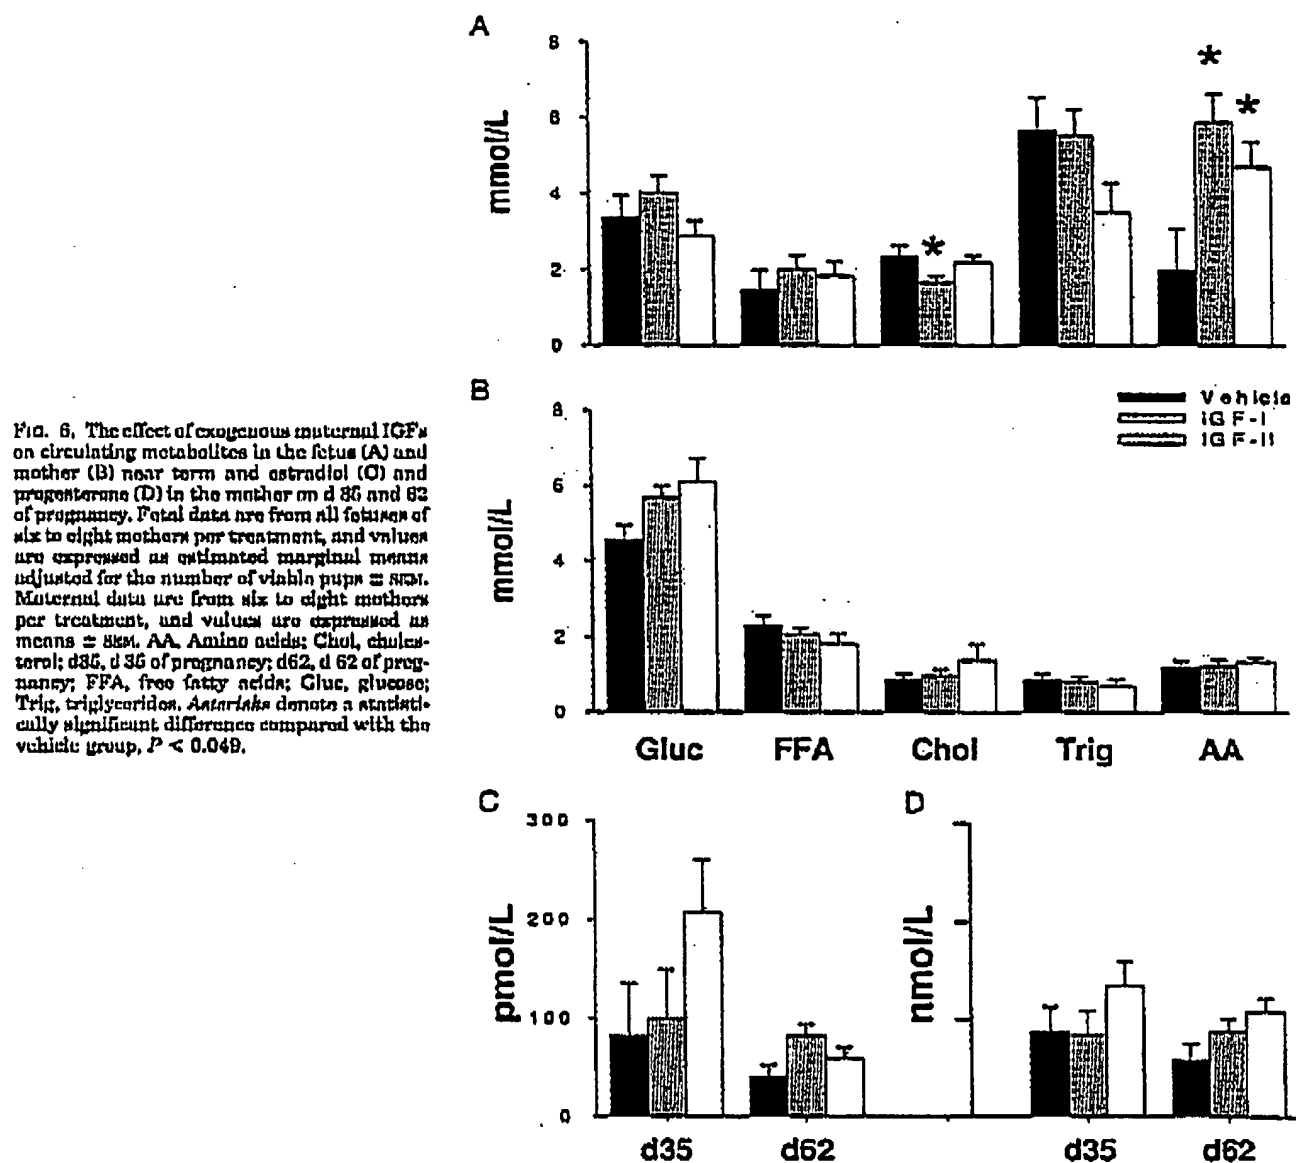 A
8
6
4
2
0
mmol/L
*
*
*
B
8
6
4
2
0
mmol/L
Vehicle
IGF-I
IGF-II
Gluc FFA Chol Trig AA
FIG. 6. The effect of exogenous maternal IGFs
on circulating metabolites in the fetus (A) and
mother (B) near term and estradiol (C) and
progesterone (D) in the mother on d 35 and 62
of pregnancy. Fetal data are from all fetuses of
six to eight mothers per treatment, and values
are expressed as estimated marginal means
adjusted for the number of viable pups ± SEM.
Maternal data are from six to eight mothers
per treatment, and values are expressed as
means ± SEM. AA, Amino acids; Chol, choles-
terol; d35, d 35 of pregnancy; d62, d 62 of preg-
nancy; FFA, free fatty acids; Gluc, glucose;
Trig, triglycerides. Asterisks denote a statisti-
cally significant difference compared with the
vehicle group, P < 0.049.
C
300
200
100
0
pmol/L
d35 d62
D
nmol/L
d35 d62